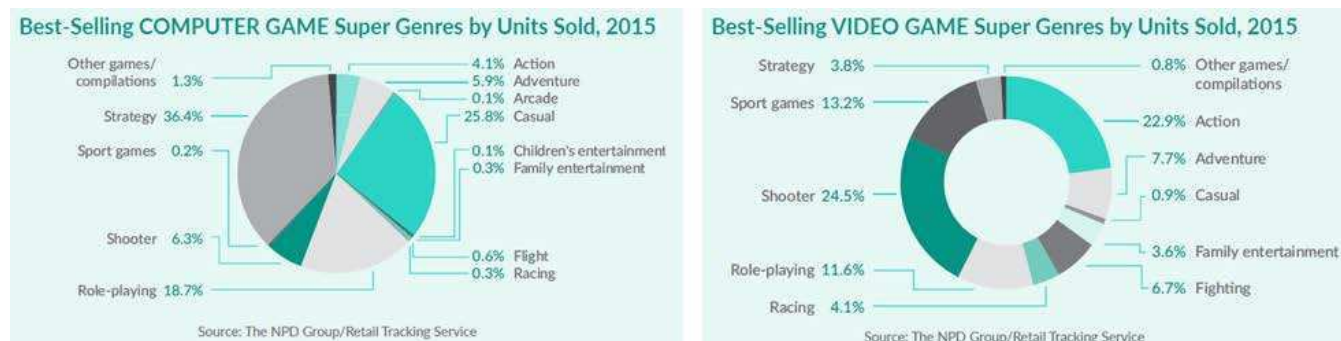 Best-Selling COMPUTER GAME Super Genres by Units Sold, 2015
Other games/
compilations 1.3%
Strategy 36.4%
Sport games 0.2%
Shooter 6.3%
Role-playing 18.7%
4.1% Action
5.9% Adventure
0.1% Arcade
25.8% Casual
0.1% Children's entertainment
0.3% Family entertainment
0.6% Flight
0.3% Racing
Source: The NPD Group/Retail Tracking Service
Best-Selling VIDEO GAME Super Genres by Units Sold, 2015
Strategy 3.8%
Sport games 13.2%
Shooter 24.5%
Role-playing 11.6%
Racing 4.1%
0.8% Other games/
compilations
22.9% Action
7.7% Adventure
0.9% Casual
3.6% Family entertainment
6.7% Fighting
Source: The NPD Group/Retail Tracking Service